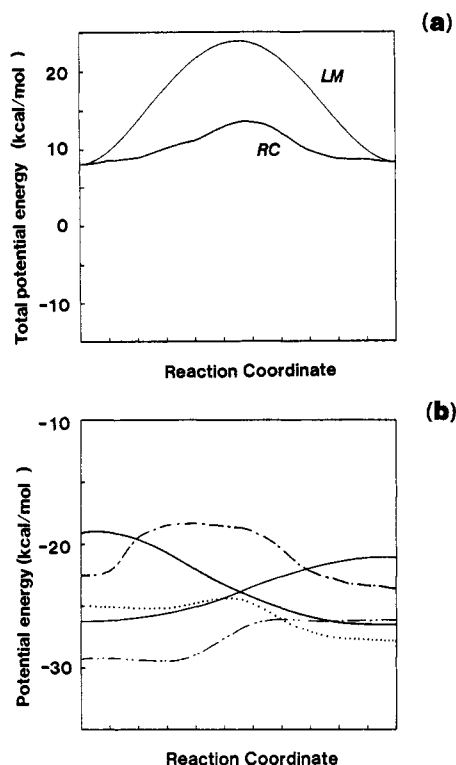 (a)
Total potential energy (kcal/mol)
20
10
0
-10
LM
RC
Reaction Coordinate
(b)
Potential energy (kcal/mol)
-10
-20
-30
Reaction Coordinate